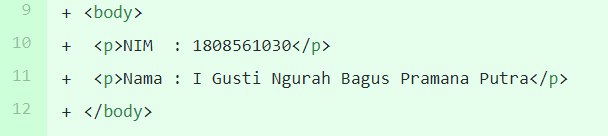 9 + <body>
10 + <p>NIM : 1808561030</p>
11 + <p>Nama : I Gusti Ngurah Bagus Pramana Putra</p>
12 + </body>